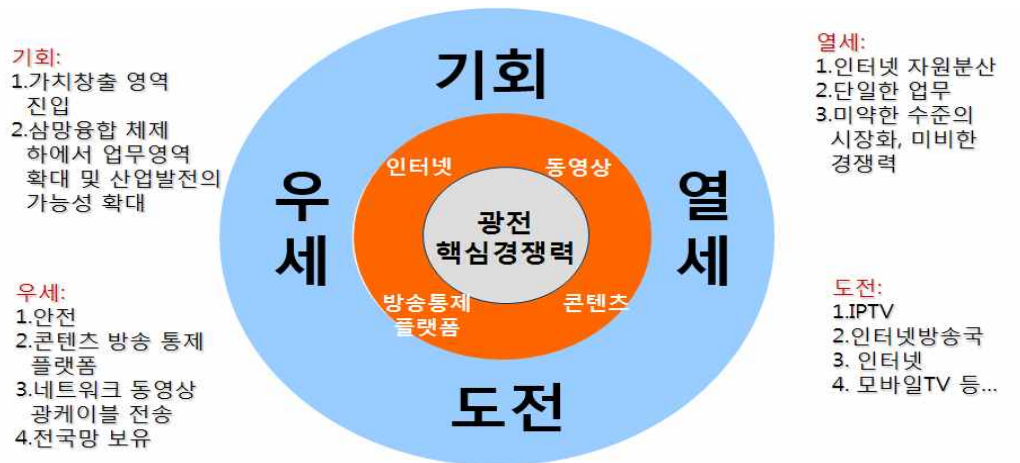 기회:
1.가치창출 영역
진입
2.삼망융합 체제
하에서 업무영역
확대 및 산업발전의
가능성 확대
우세:
1.안전
2.콘텐츠 방송 통제
플랫폼
3.네트워크 동영상
광케이블 전송
4.전국망 보유
기회
우세
열세
도전
인터넷
동영상
방송통제
플랫폼
콘텐츠
광전
핵심경쟁력
열세:
1.인터넷 자원분산
2.단일한 업무
3.미약한 수준의
시장화, 미비한
경쟁력
도전:
1.IPTV
2.인터넷방송국
3. 인터넷
4. 모바일TV 등...